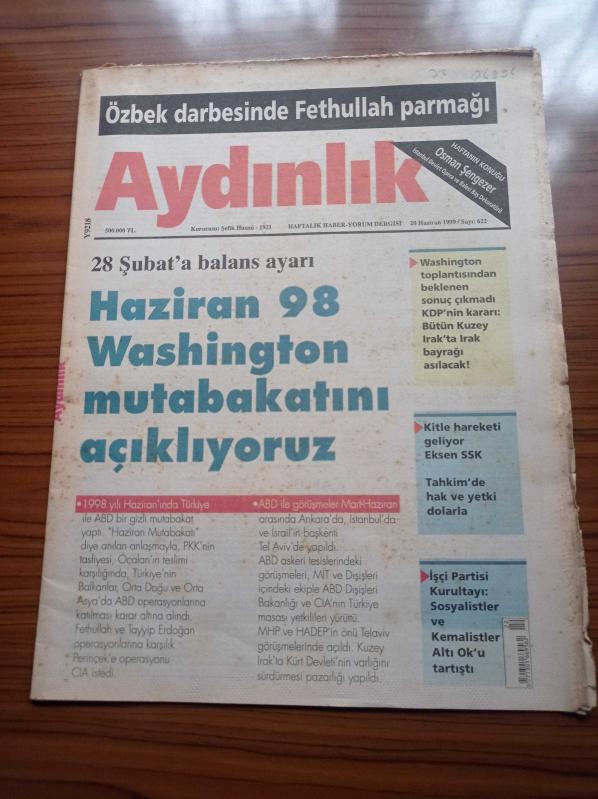 Özbek darbesinde Fethullah parmağı
Aydınlık
HAFTANIN KONUĞU
Osman Şengezer
İstanbul Devlet Opera ve Balesi Baş Dekoratörü
Y9218
500.000 TL.
Kurucusu: Şefik Hüsnü - 1921
HAFTALIK HABER-YORUM DERGİSİ
20 Haziran 1999 / Sayı: 622
28 Şubat'a balans ayarı
Haziran 98
Washington
mutabakatını
açıklıyoruz
Aydınlık
•1998 yılı Haziran'ında Türkiye
ile ABD bir gizli mutabakat
yaptı. "Haziran Mutabakatı"
diye anılan anlaşmayla, PKK'nin
tasfiyesi, Öcalan'ın teslimi
karşılığında, Türkiye'nin
Balkanlar, Orta Doğu ve Orta
Asya'da ABD operasyonlarına
katılması karar altına alındı.
Fethullah ve Tayyip Erdoğan
operasyonlarına karşılık
Perinçek'e operasyonu
CIA istedi.
•ABD ile görüşmeler Mart-Haziran
arasında Ankara'da, İstanbul'da
ve İsrail'in başkenti
Tel Aviv'de yapıldı.
ABD askeri tesislerindeki
görüşmeleri, MİT ve Dışişleri
içindeki ekiple ABD Dışişleri
Bakanlığı ve CIA'nın Türkiye
masası yetkilileri yürüttü.
MHP ve HADEP'in önü Telaviv
görüşmelerinde açıldı. Kuzey
Irak'ta Kürt Devleti'nin varlığını
sürdürmesi pazarlığı yapıldı.
Washington
toplantısından
beklenen
sonuç çıkmadı
KDP'nin kararı:
Bütün Kuzey
Irak'ta Irak
bayrağı
asılacak!
Kitle hareketi
geliyor
Eksen SSK
Tahkim'de
hak ve yetki
dolarla
İşçi Partisi
Kurultayı:
Sosyalistler
ve
Kemalistler
Altı Ok'u
tartıştı